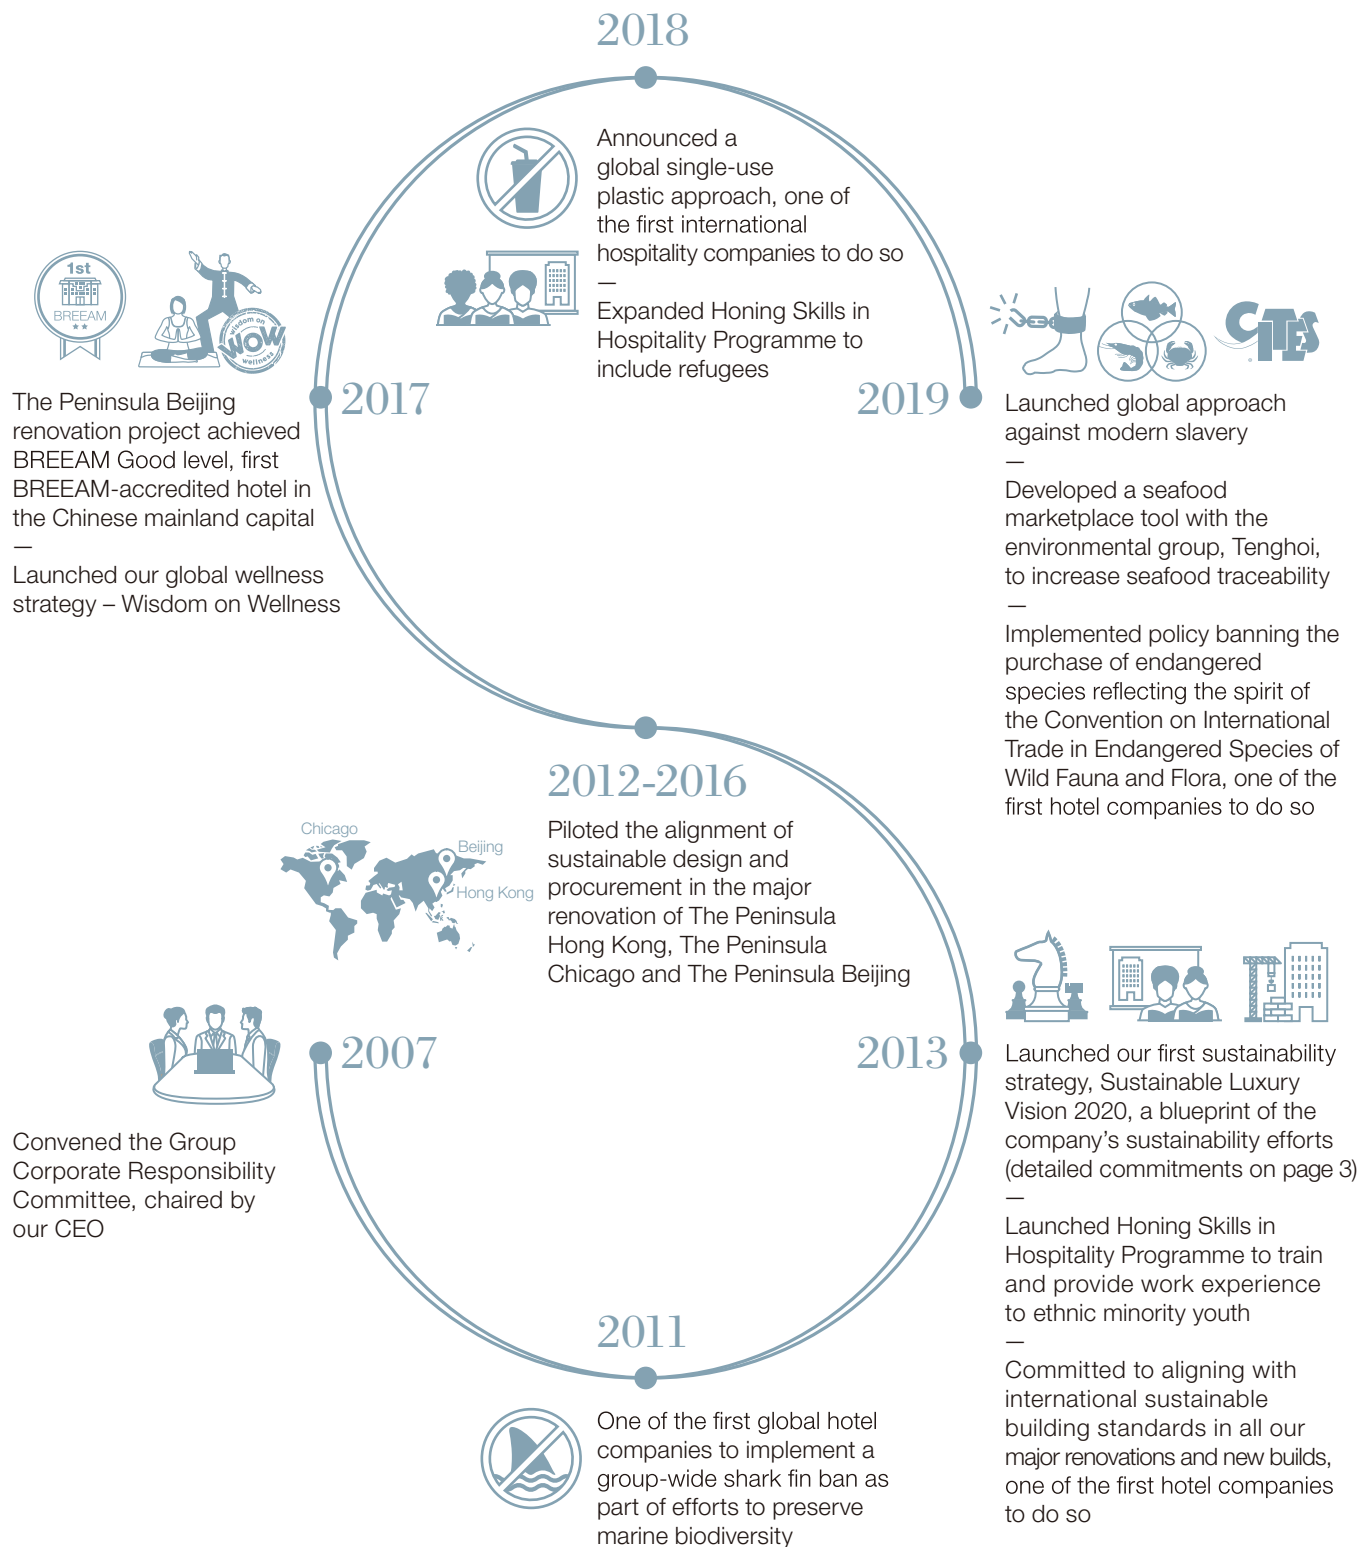 2018
Announced a
global single-use
plastic approach, one of
the first international
hospitality companies to do so
—
Expanded Honing Skills in
Hospitality Programme to
include refugees
1st
BREEAM
wisdom on
WOW
wellness
2017
The Peninsula Beijing
renovation project achieved
BREEAM Good level, first
BREEAM-accredited hotel in
the Chinese mainland capital
—
Launched our global wellness
strategy – Wisdom on Wellness
2019
CITES
®
Launched global approach
against modern slavery
—
Developed a seafood
marketplace tool with the
environmental group, Tenghoi,
to increase seafood traceability
—
Implemented policy banning the
purchase of endangered
species reflecting the spirit of
the Convention on International
Trade in Endangered Species of
Wild Fauna and Flora, one of the
first hotel companies to do so
2012-2016
Chicago
Beijing
Hong Kong
Piloted the alignment of
sustainable design and
procurement in the major
renovation of The Peninsula
Hong Kong, The Peninsula
Chicago and The Peninsula Beijing
2007
Convened the Group
Corporate Responsibility
Committee, chaired by
our CEO
2013
Launched our first sustainability
strategy, Sustainable Luxury
Vision 2020, a blueprint of the
company’s sustainability efforts
(detailed commitments on page 3)
—
Launched Honing Skills in
Hospitality Programme to train
and provide work experience
to ethnic minority youth
—
Committed to aligning with
international sustainable
building standards in all our
major renovations and new builds,
one of the first hotel companies
to do so
2011
One of the first global hotel
companies to implement a
group-wide shark fin ban as
part of efforts to preserve
marine biodiversity